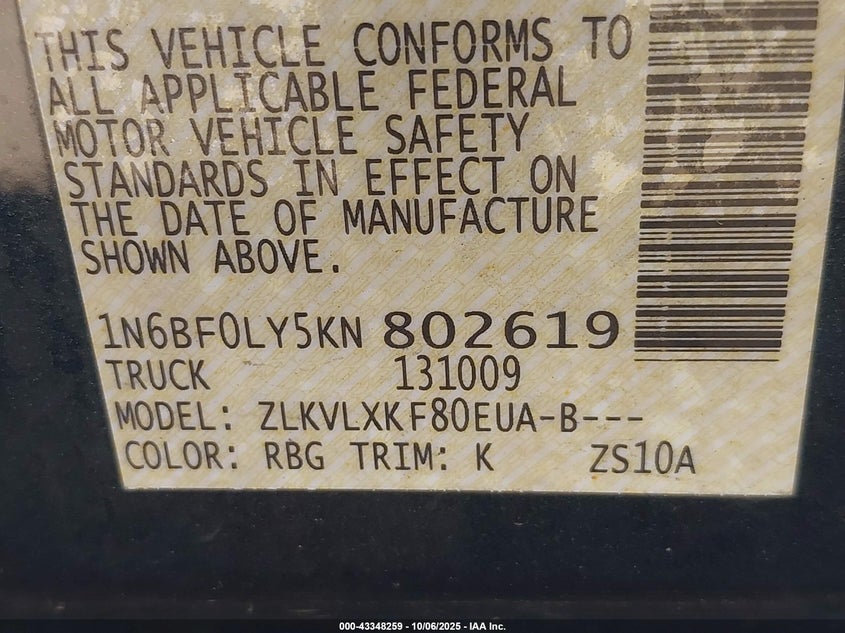 THIS VEHICLE CONFORMS TO
ALL APPLICABLE FEDERAL
MOTOR VEHICLE SAFETY
STANDARDS IN EFFECT ON
THE DATE OF MANUFACTURE
SHOWN ABOVE.
1N6BF0LY5KN 802619
TRUCK 131009
MODEL: ZLKVLXKF80EUA-B---
COLOR: RBG TRIM: K ZS10A
000-43348259 - 10/06/2025 - IAA Inc.